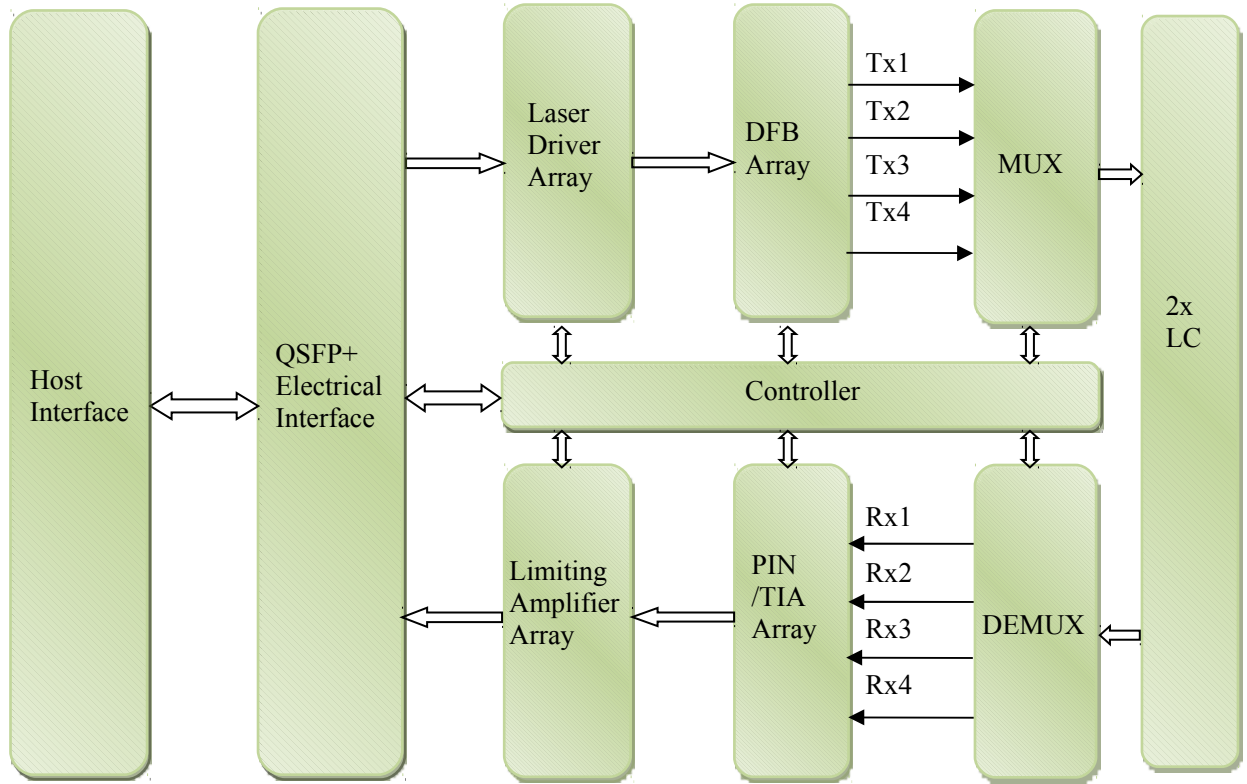 Host
Interface
QSFP+
Electrical
Interface
Laser
Driver
Array
DFB
Array
Tx1
Tx2
Tx3
Tx4
MUX
2x
LC
Controller
Limiting
Amplifier
Array
PIN
/TIA
Array
Rx1
Rx2
Rx3
Rx4
DEMUX